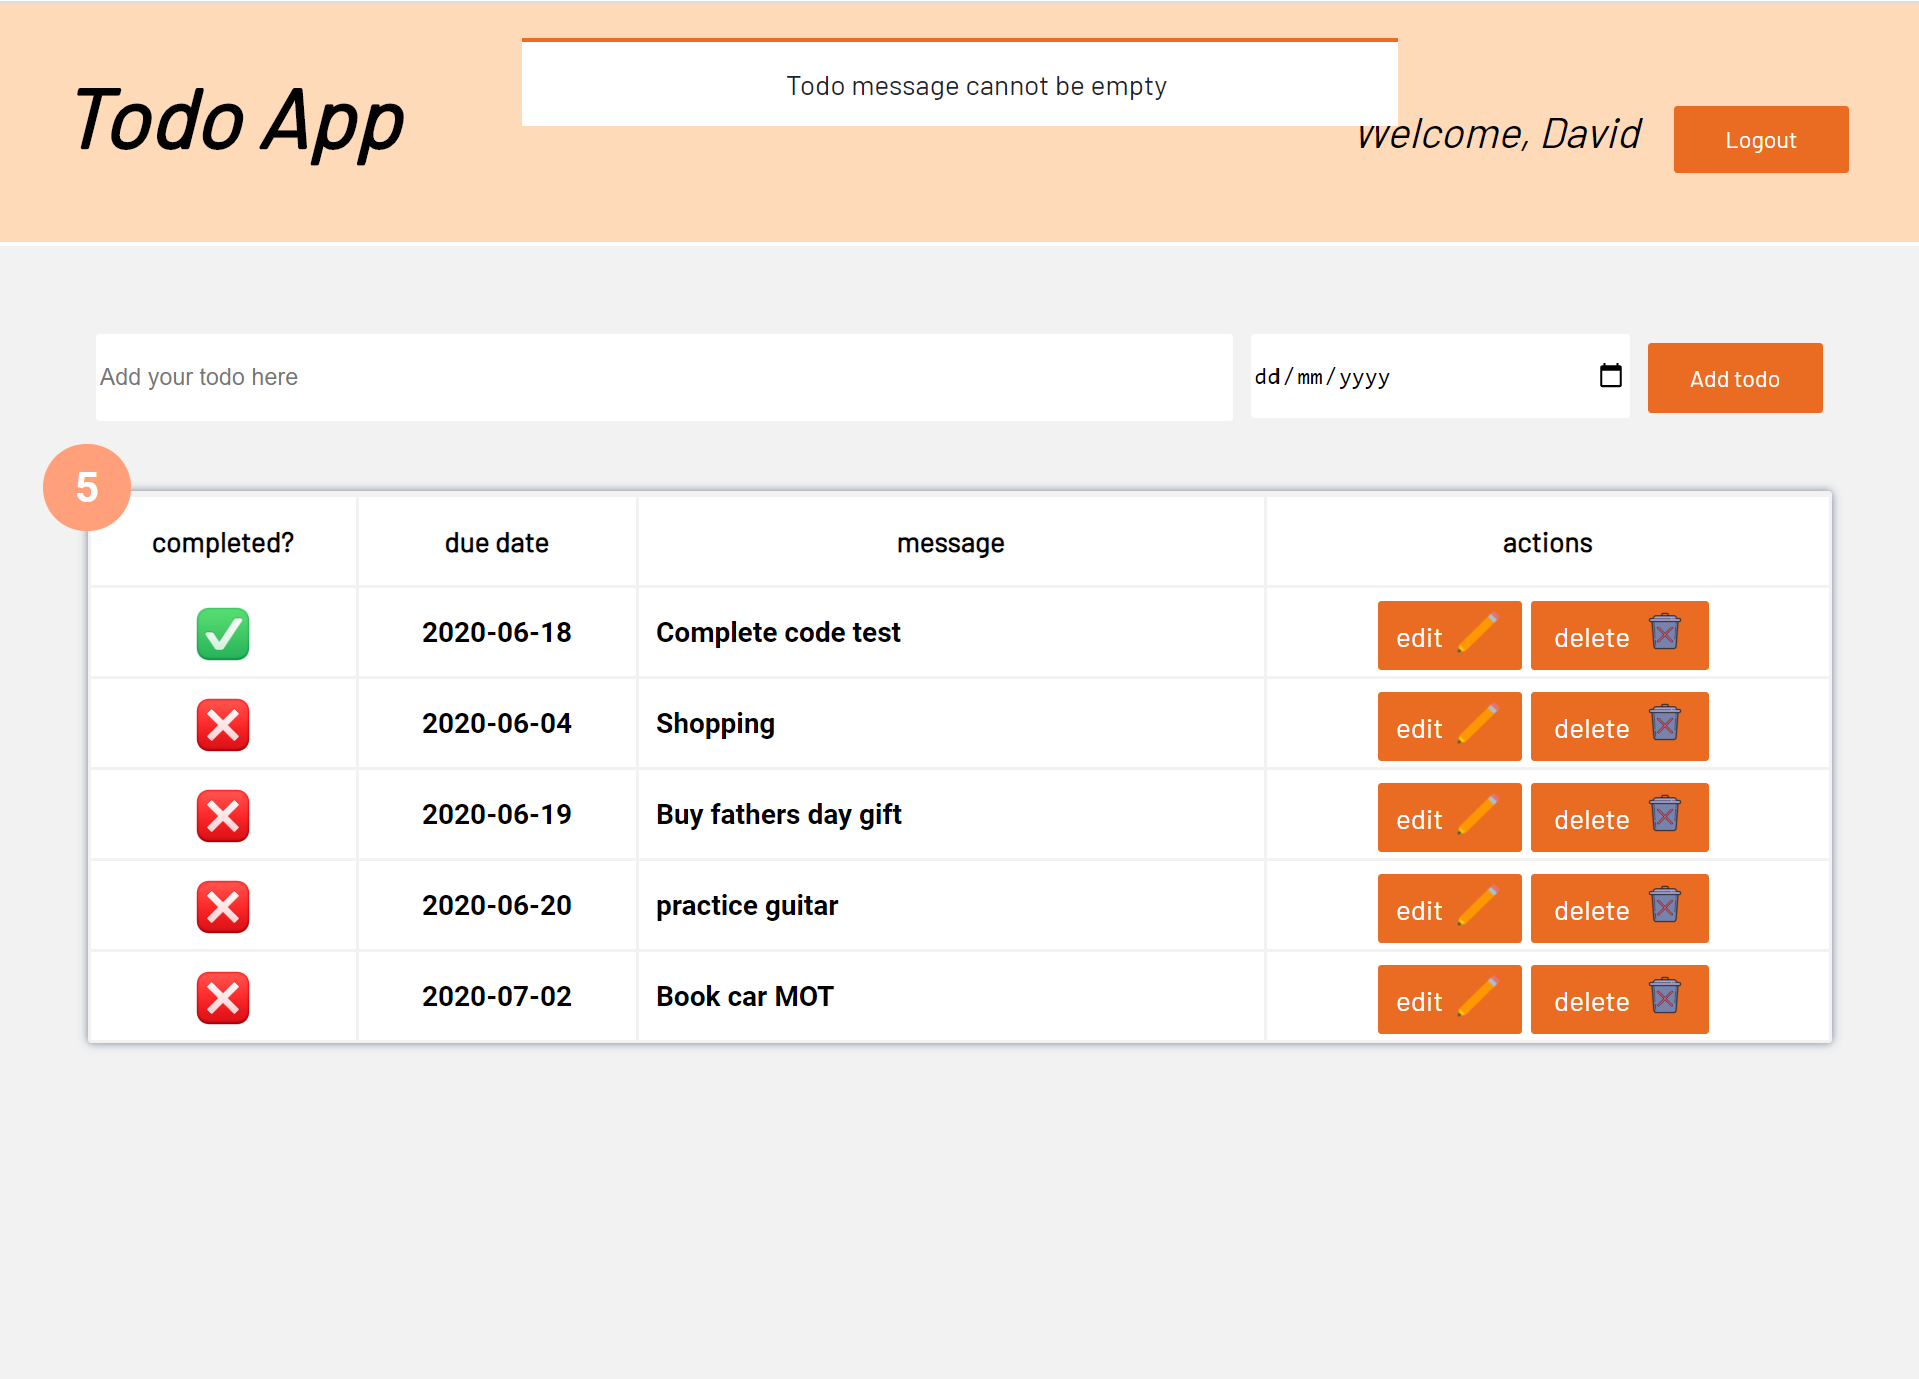 Todo message cannot be empty
Todo App
Welcome, David
Logout
Add your todo here
dd/mm/yyyy
Add todo
5
completed? due date message actions
2020-06-18 Complete code test edit delete
2020-06-04 Shopping edit delete
2020-06-19 Buy fathers day gift edit delete
2020-06-20 practice guitar edit delete
2020-07-02 Book car MOT edit delete